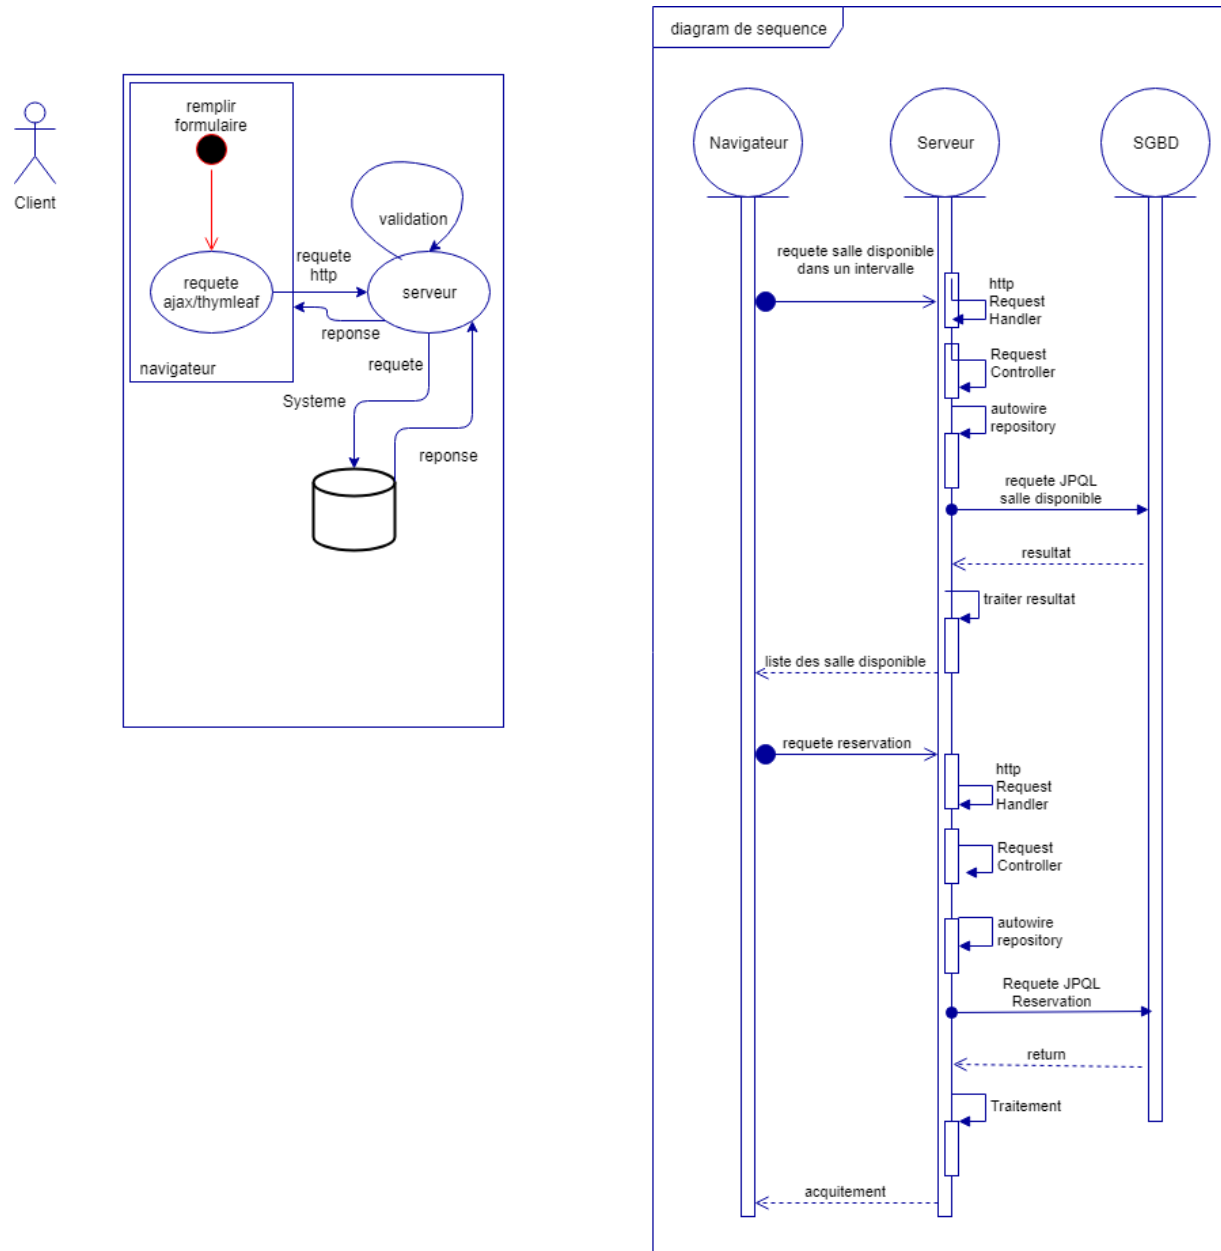 remplir
formulaire
Client
validation
requete
http
requete
ajax/thymleaf
serveur
reponse
navigateur
requete
Systeme
reponse
diagram de sequence
Navigateur
Serveur
SGBD
requete salle disponible
dans un intervalle
http
Request
Handler
Request
Controller
autowire
repository
requete JPQL
salle disponible
resultat
traiter resultat
liste des salle disponible
requete reservation
http
Request
Handler
Request
Controller
autowire
repository
Requete JPQL
Reservation
return
Traitement
acquitement